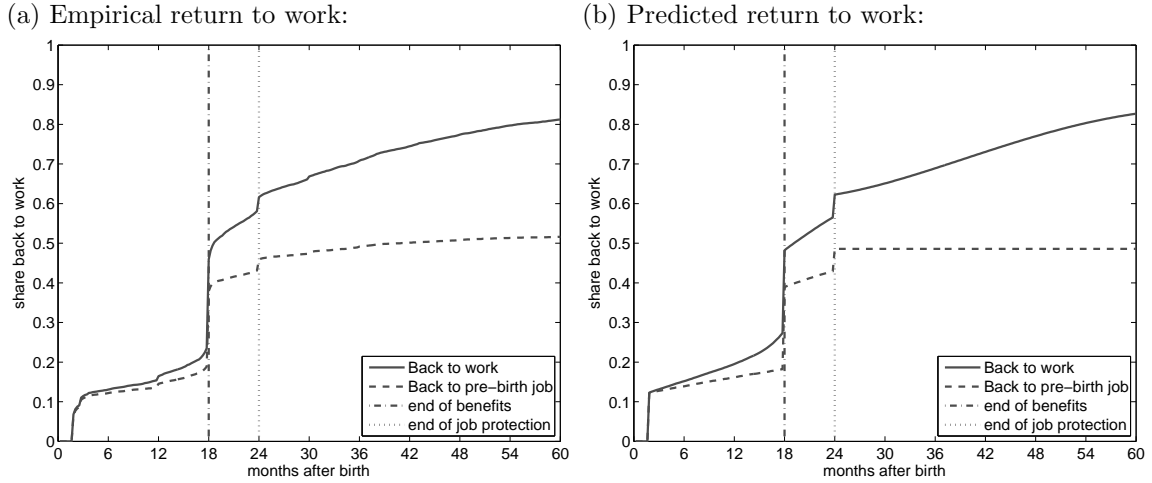 (a) Empirical return to work:
1
0.9
0.8
0.7
0.6
0.5
0.4
0.3
0.2
0.1
0
share back to work
Back to work
Back to pre−birth job
end of benefits
end of job protection
0 6 12 18 24 30 36 42 48 54 60
months after birth
(b) Predicted return to work:
1
0.9
0.8
0.7
0.6
0.5
0.4
0.3
0.2
0.1
0
share back to work
Back to work
Back to pre−birth job
end of benefits
end of job protection
0 6 12 18 24 30 36 42 48 54 60
months after birth